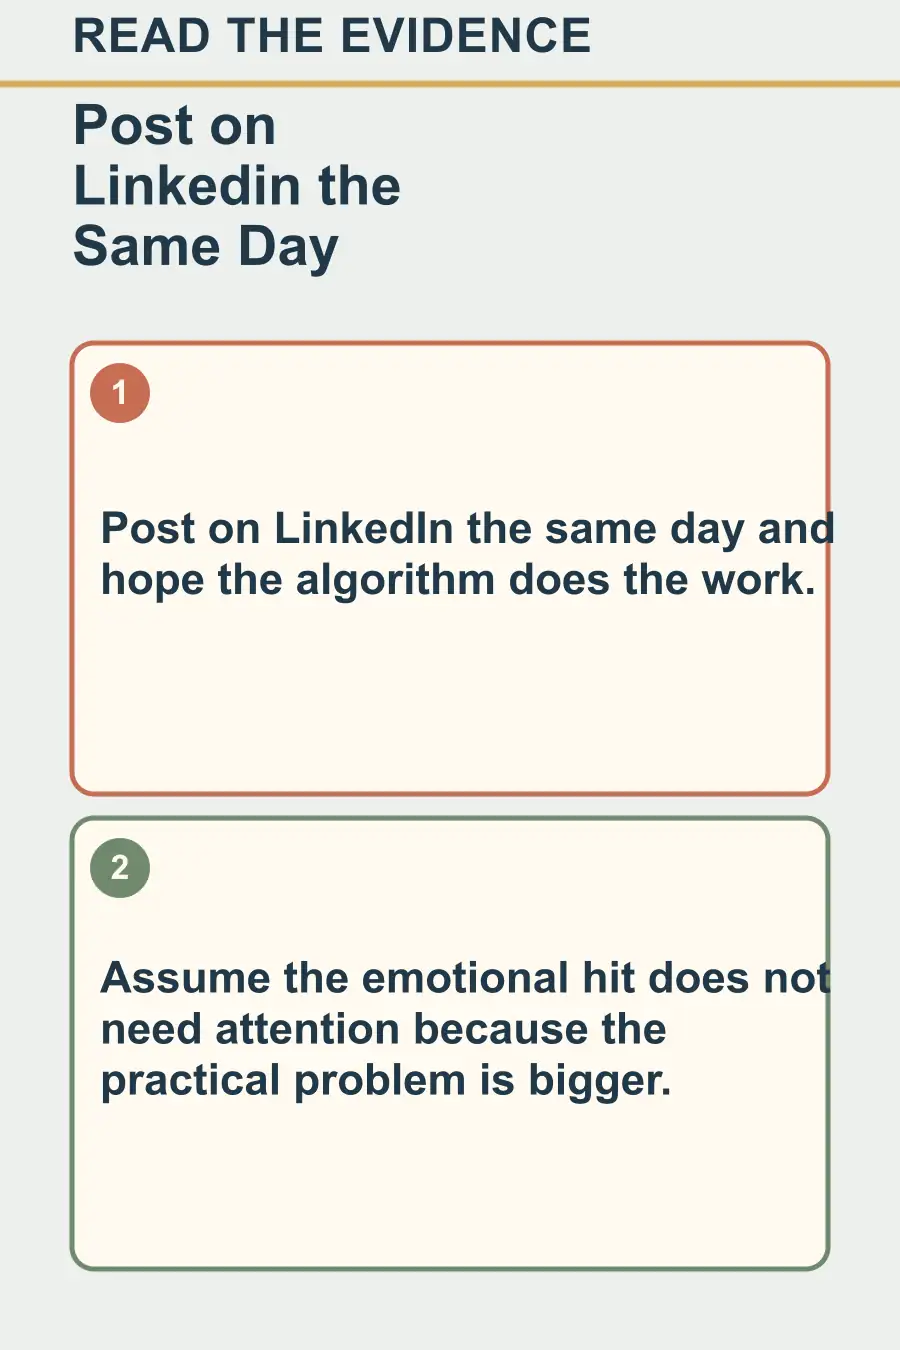 READ THE EVIDENCE
Post on
Linkedin the
Same Day
1
Post on LinkedIn the same day and
hope the algorithm does the work.
2
Assume the emotional hit does not
need attention because the
practical problem is bigger.